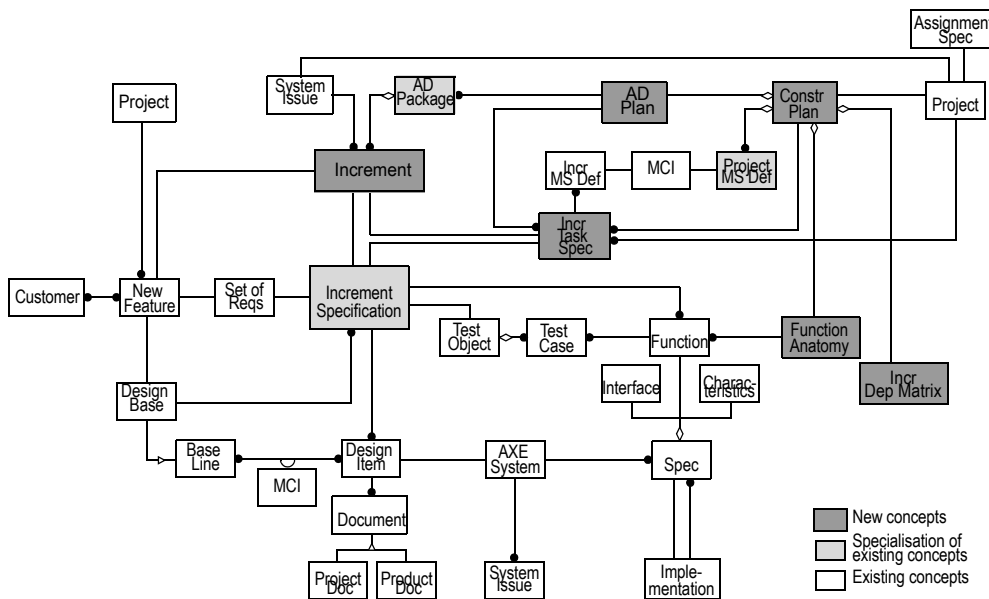 Assignment
Spec
System
Issue
AD
Package
AD
Plan
Constr
Plan
Project
Project
Increment
Incr
MS Def
MCI
Project
MS Def
Incr
Task
Spec
Customer
New
Feature
Set of
Reqs
Increment
Specification
Test
Object
Test
Case
Function
Function
Anatomy
Interface
Charac-
teristics
Incr
Dep Matrix
Design
Base
Base
Line
MCI
Design
Item
AXE
System
Spec
Document
Project
Doc
Product
Doc
System
Issue
Imple-
mentation
New concepts
Specialisation of
existing concepts
Existing concepts